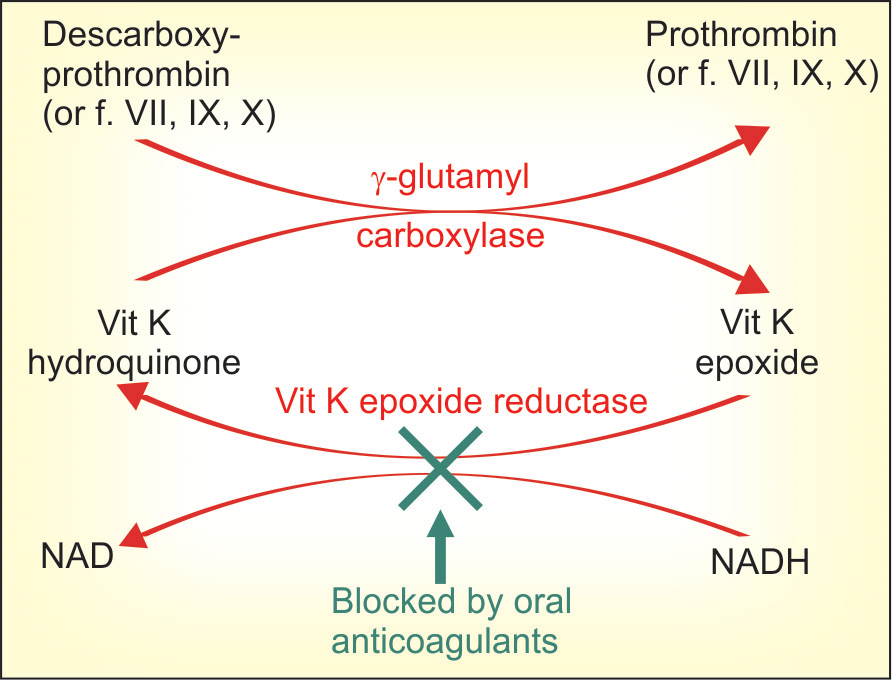 Descarboxy-
prothrombin
(or f. VII, IX, X)
Prothrombin
(or f. VII, IX, X)
γ-glutamyl
carboxylase
Vit K
hydroquinone
Vit K
epoxide
Vit K epoxide reductase
NAD
NADH
Blocked by oral
anticoagulants